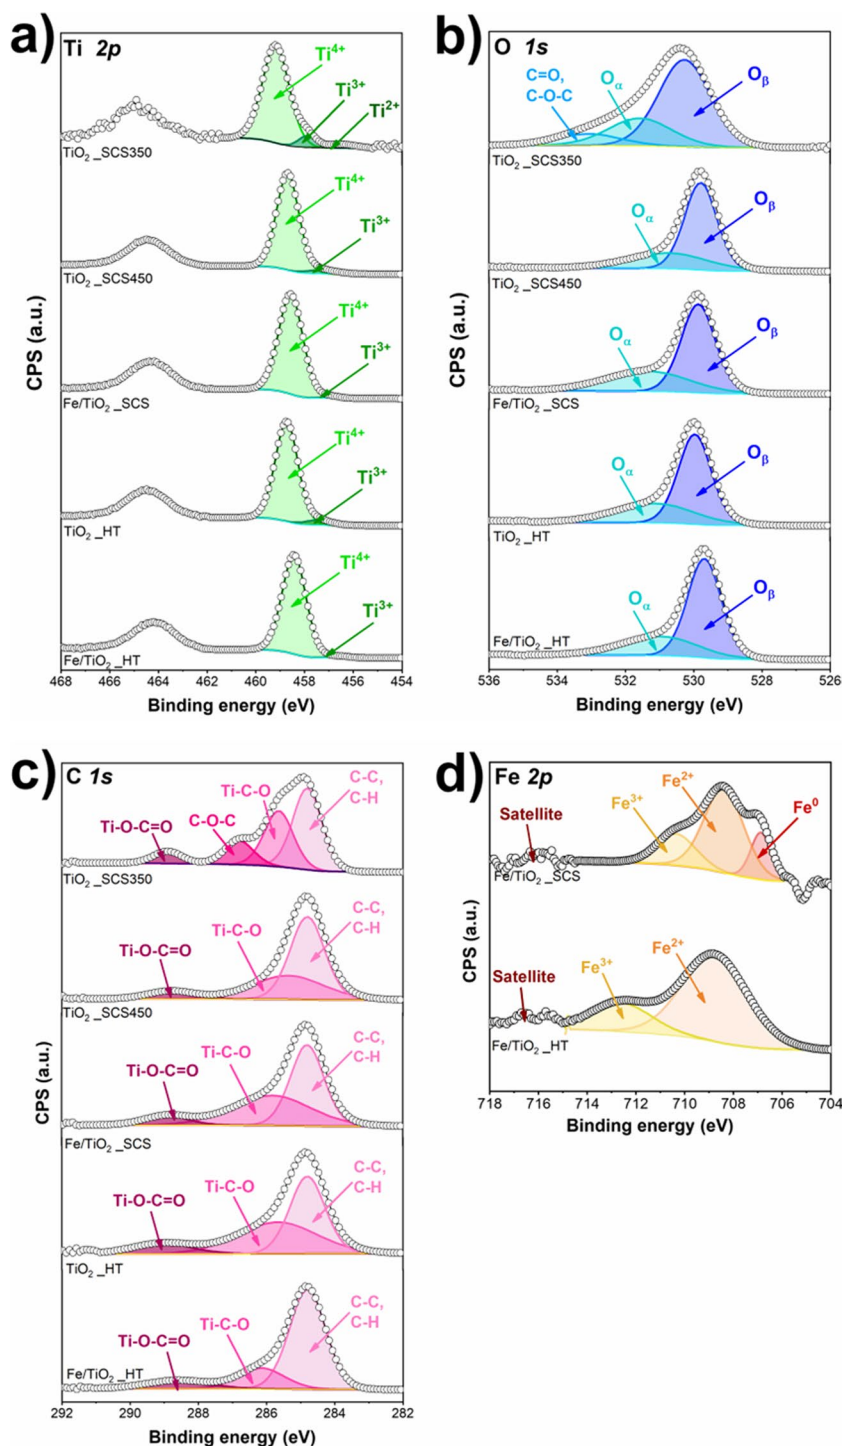 a)
Ti 2p
Ti4+
Ti3+
Ti2+
TiO2 _SCS350
Ti4+
Ti3+
TiO2 _SCS450
Ti4+
Ti3+
Fe/TiO2 _SCS
Ti4+
Ti3+
TiO2 _HT
Ti4+
Ti3+
Fe/TiO2 _HT
CPS (a.u.)
468 466 464 462 460 458 456 454
Binding energy (eV)
b)
O 1s
C=O,
C-O-C
Oα
Oβ
TiO2 _SCS350
Oα
Oβ
TiO2 _SCS450
Oα
Oβ
Fe/TiO2 _SCS
Oα
Oβ
TiO2 _HT
Oα
Oβ
Fe/TiO2 _HT
CPS (a.u.)
536 534 532 530 528 526
Binding energy (eV)
c)
C 1s
Ti-O-C=O
C-O-C
Ti-C-O
C-C,
C-H
TiO2 _SCS350
Ti-O-C=O
Ti-C-O
C-C,
C-H
TiO2 _SCS450
Ti-O-C=O
Ti-C-O
C-C,
C-H
Fe/TiO2 _SCS
Ti-O-C=O
Ti-C-O
C-C,
C-H
TiO2 _HT
Ti-O-C=O
Ti-C-O
C-C,
C-H
Fe/TiO2 _HT
CPS (a.u.)
292 290 288 286 284 282
Binding energy (eV)
d)
Fe 2p
Satellite
Fe3+
Fe2+
Fe0
Fe/TiO2 _SCS
Satellite
Fe3+
Fe2+
Fe/TiO2 _HT
CPS (a.u.)
718 716 714 712 710 708 706 704
Binding energy (eV)